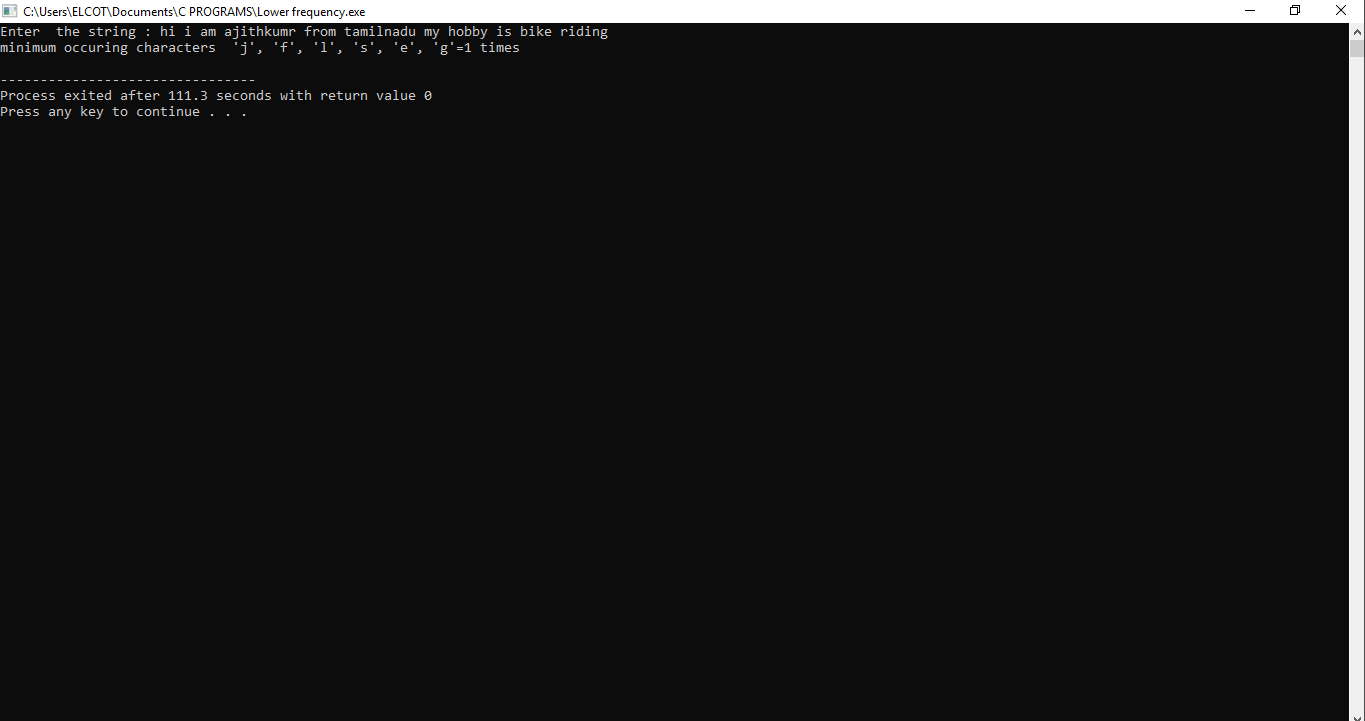 C:\Users\ELCOT\Documents\C PROGRAMS\Lower frequency.exe
Enter  the string : hi i am ajithkumr from tamilnadu my hobby is bike riding
minimum occuring characters  'j', 'f', 'l', 's', 'e', 'g'=1 times
--------------------------------
Process exited after 111.3 seconds with return value 0
Press any key to continue . . .